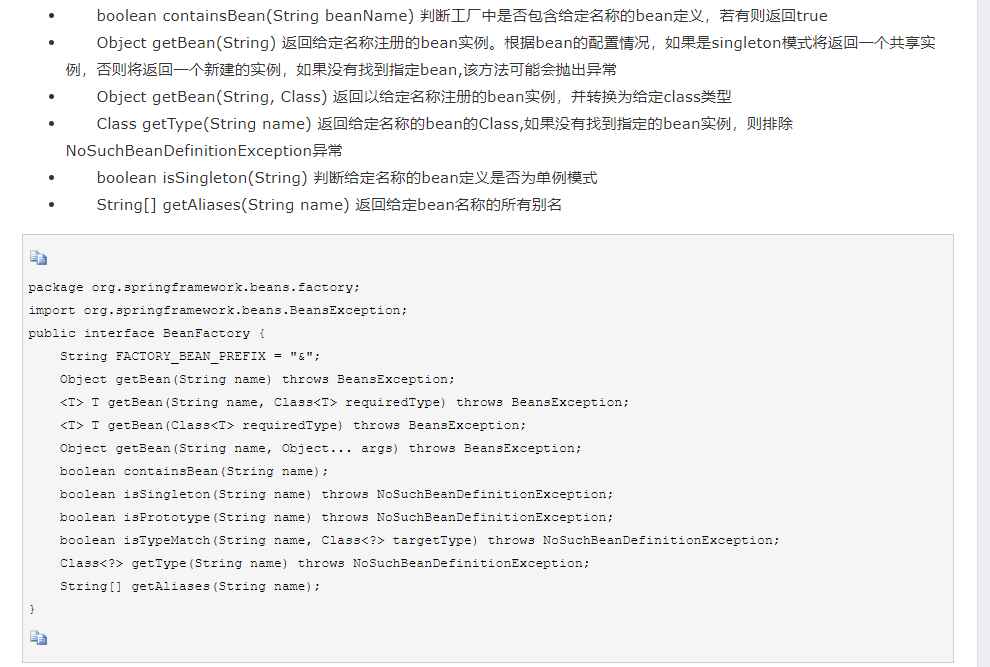 • boolean containsBean(String beanName) 判断工厂中是否包含给定名称的bean定义，若有则返回true
• Object getBean(String) 返回给定名称注册的bean实例。根据bean的配置情况，如果是singleton模式将返回一个共享实
例，否则将返回一个新建的实例，如果没有找到指定bean,该方法可能会抛出异常
• Object getBean(String, Class) 返回以给定名称注册的bean实例，并转换为给定class类型
• Class getType(String name) 返回给定名称的bean的Class,如果没有找到指定的bean实例，则排除
NoSuchBeanDefinitionException异常
• boolean isSingleton(String) 判断给定名称的bean定义是否为单例模式
• String[] getAliases(String name) 返回给定bean名称的所有别名
package org.springframework.beans.factory;
import org.springframework.beans.BeansException;
public interface BeanFactory {
    String FACTORY_BEAN_PREFIX = "&";
    Object getBean(String name) throws BeansException;
    <T> T getBean(String name, Class<T> requiredType) throws BeansException;
    <T> T getBean(Class<T> requiredType) throws BeansException;
    Object getBean(String name, Object... args) throws BeansException;
    boolean containsBean(String name);
    boolean isSingleton(String name) throws NoSuchBeanDefinitionException;
    boolean isPrototype(String name) throws NoSuchBeanDefinitionException;
    boolean isTypeMatch(String name, Class<?> targetType) throws NoSuchBeanDefinitionException;
    Class<?> getType(String name) throws NoSuchBeanDefinitionException;
    String[] getAliases(String name);
}